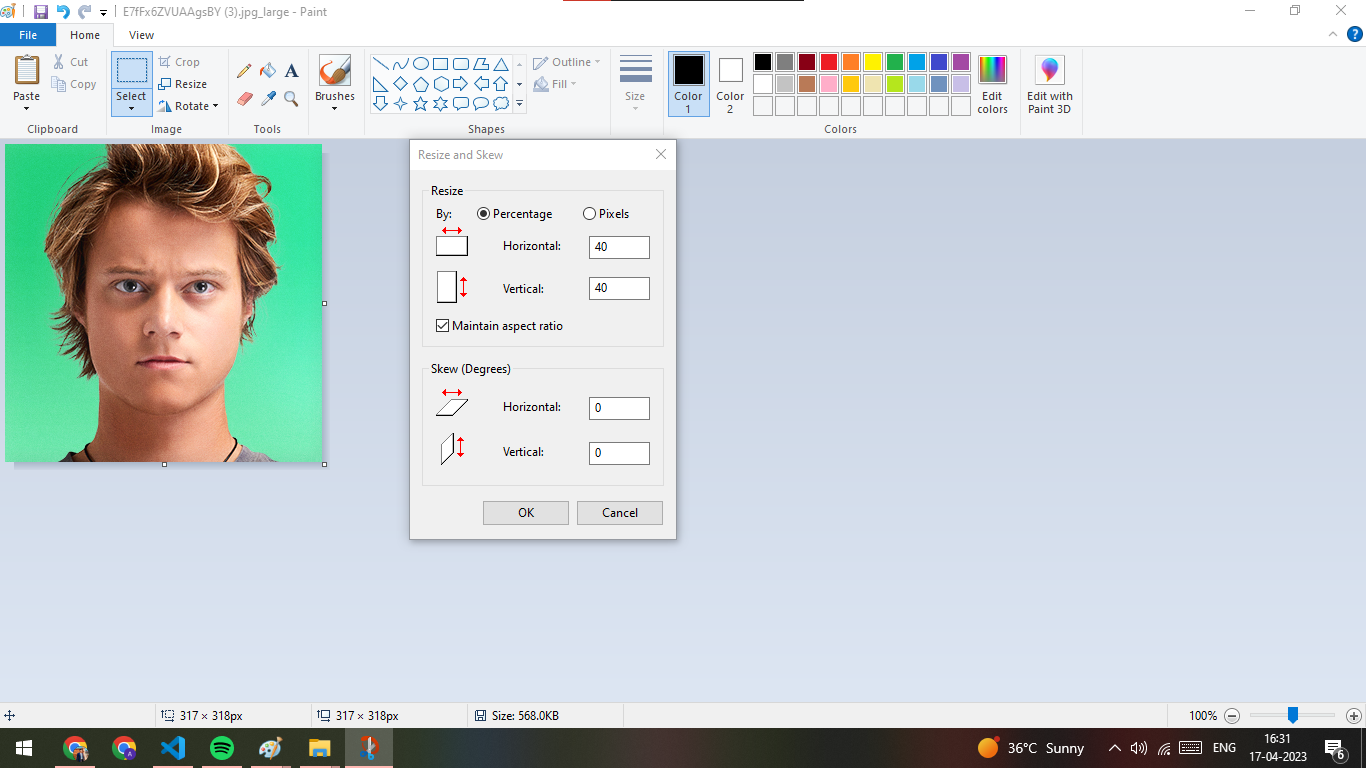 E7fFx6ZVUAAgsBY (3).jpg_large - Paint
File Home View
Paste
Cut
Copy
Clipboard
Select
Crop
Resize
Rotate
Image
A
Tools
Brushes
Shapes
Outline
Fill
Size
Color 1
Color 2
Colors
Edit colors
Edit with Paint 3D
Resize and Skew
Resize
By: Percentage Pixels
Horizontal: 40
Vertical: 40
Maintain aspect ratio
Skew (Degrees)
Horizontal: 0
Vertical: 0
OK Cancel
317 × 318px 317 × 318px Size: 568.0KB 100%
36°C Sunny ENG 16:31
17-04-2023
6